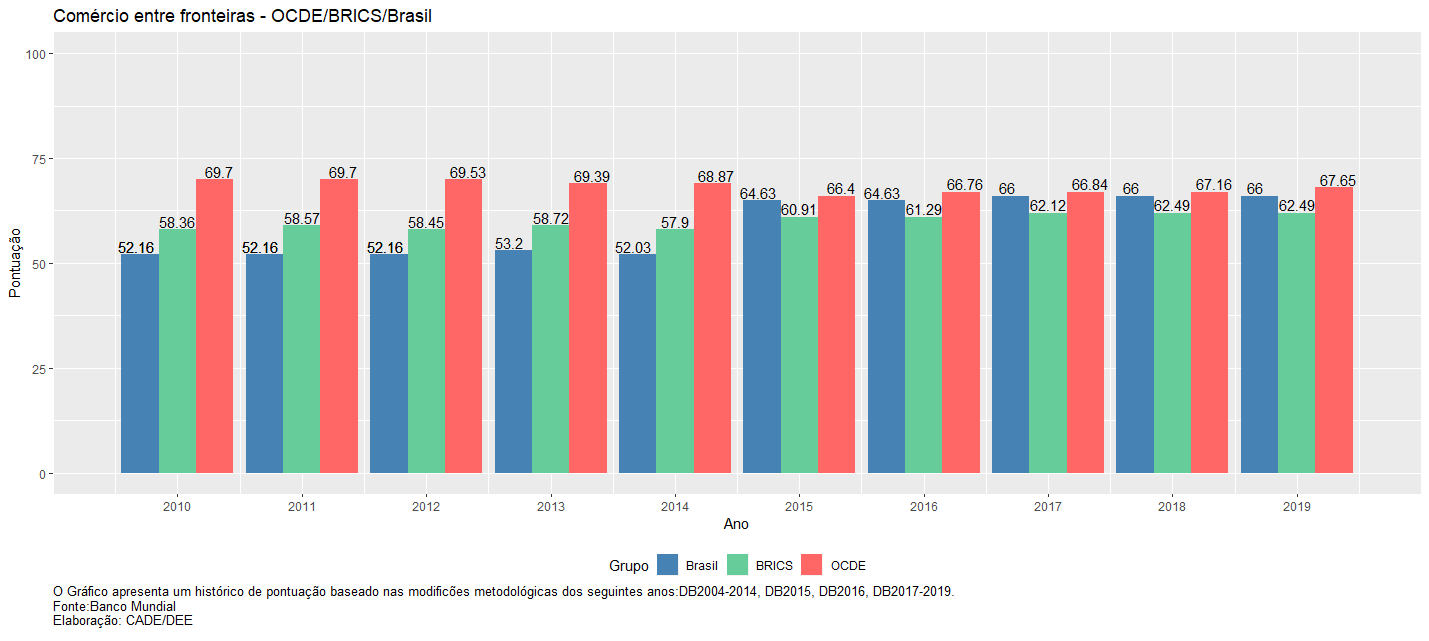 Comércio entre fronteiras - OCDE/BRICS/Brasil
100
75
50
25
0
Pontuação
52.16 58.36 69.7
52.16 58.57 69.7
52.16 58.45 69.53
53.2 58.72 69.39
52.03 57.9 68.87
64.63 60.91 66.4
64.63 61.29 66.76
66 62.12 66.84
66 62.49 67.16
66 62.49 67.65
2010 2011 2012 2013 2014 2015 2016 2017 2018 2019
Ano
Grupo Brasil BRICS OCDE
O Gráfico apresenta um histórico de pontuação baseado nas modificões metodológicas dos seguintes anos:DB2004-2014, DB2015, DB2016, DB2017-2019.
Fonte:Banco Mundial
Elaboração: CADE/DEE